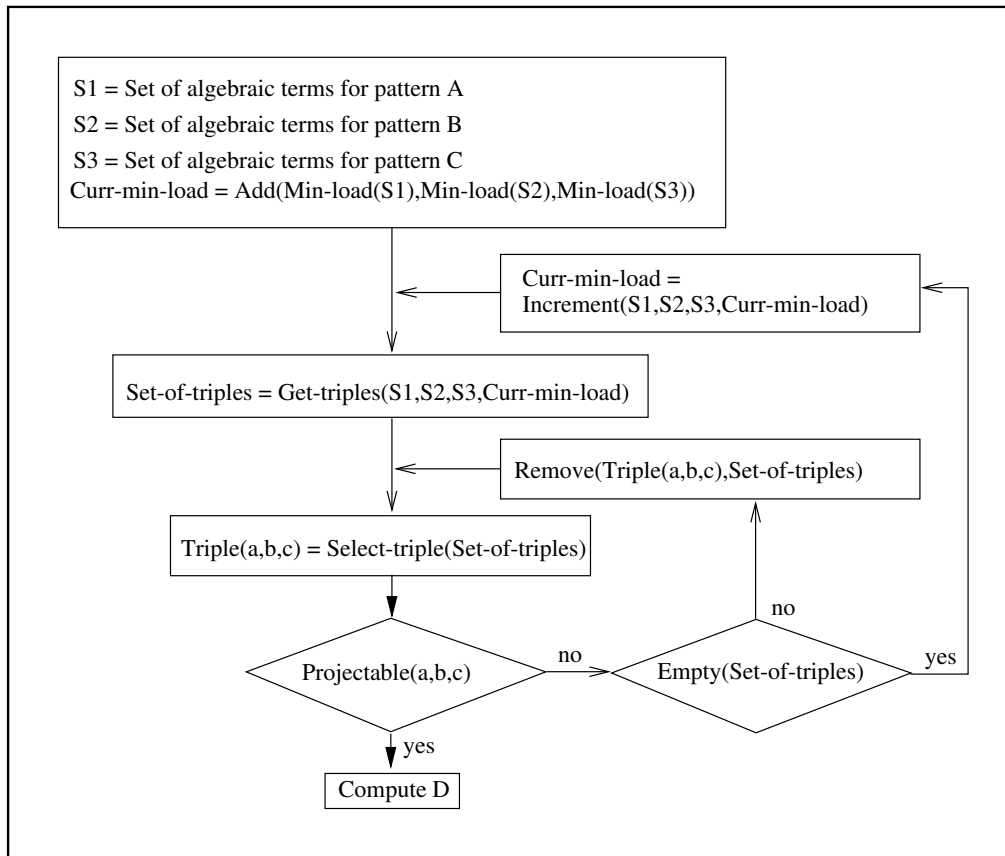 S1 = Set of algebraic terms for pattern A
S2 = Set of algebraic terms for pattern B
S3 = Set of algebraic terms for pattern C
Curr-min-load = Add(Min-load(S1),Min-load(S2),Min-load(S3))
Curr-min-load =
Increment(S1,S2,S3,Curr-min-load)
Set-of-triples = Get-triples(S1,S2,S3,Curr-min-load)
Remove(Triple(a,b,c),Set-of-triples)
Triple(a,b,c) = Select-triple(Set-of-triples)
no
Projectable(a,b,c)
no
Empty(Set-of-triples)
yes
yes
Compute D